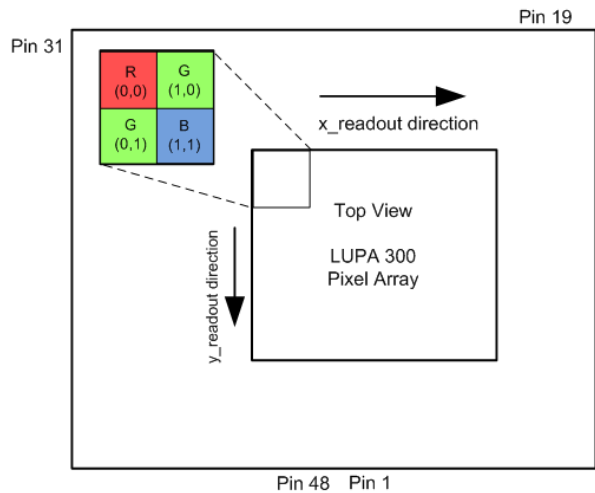 Pin 19
Pin 31
R
(0,0)
G
(1,0)
G
(0,1)
B
(1,1)
x_readout direction
Top View
LUPA 300
Pixel Array
y_readout direction
Pin 48 Pin 1